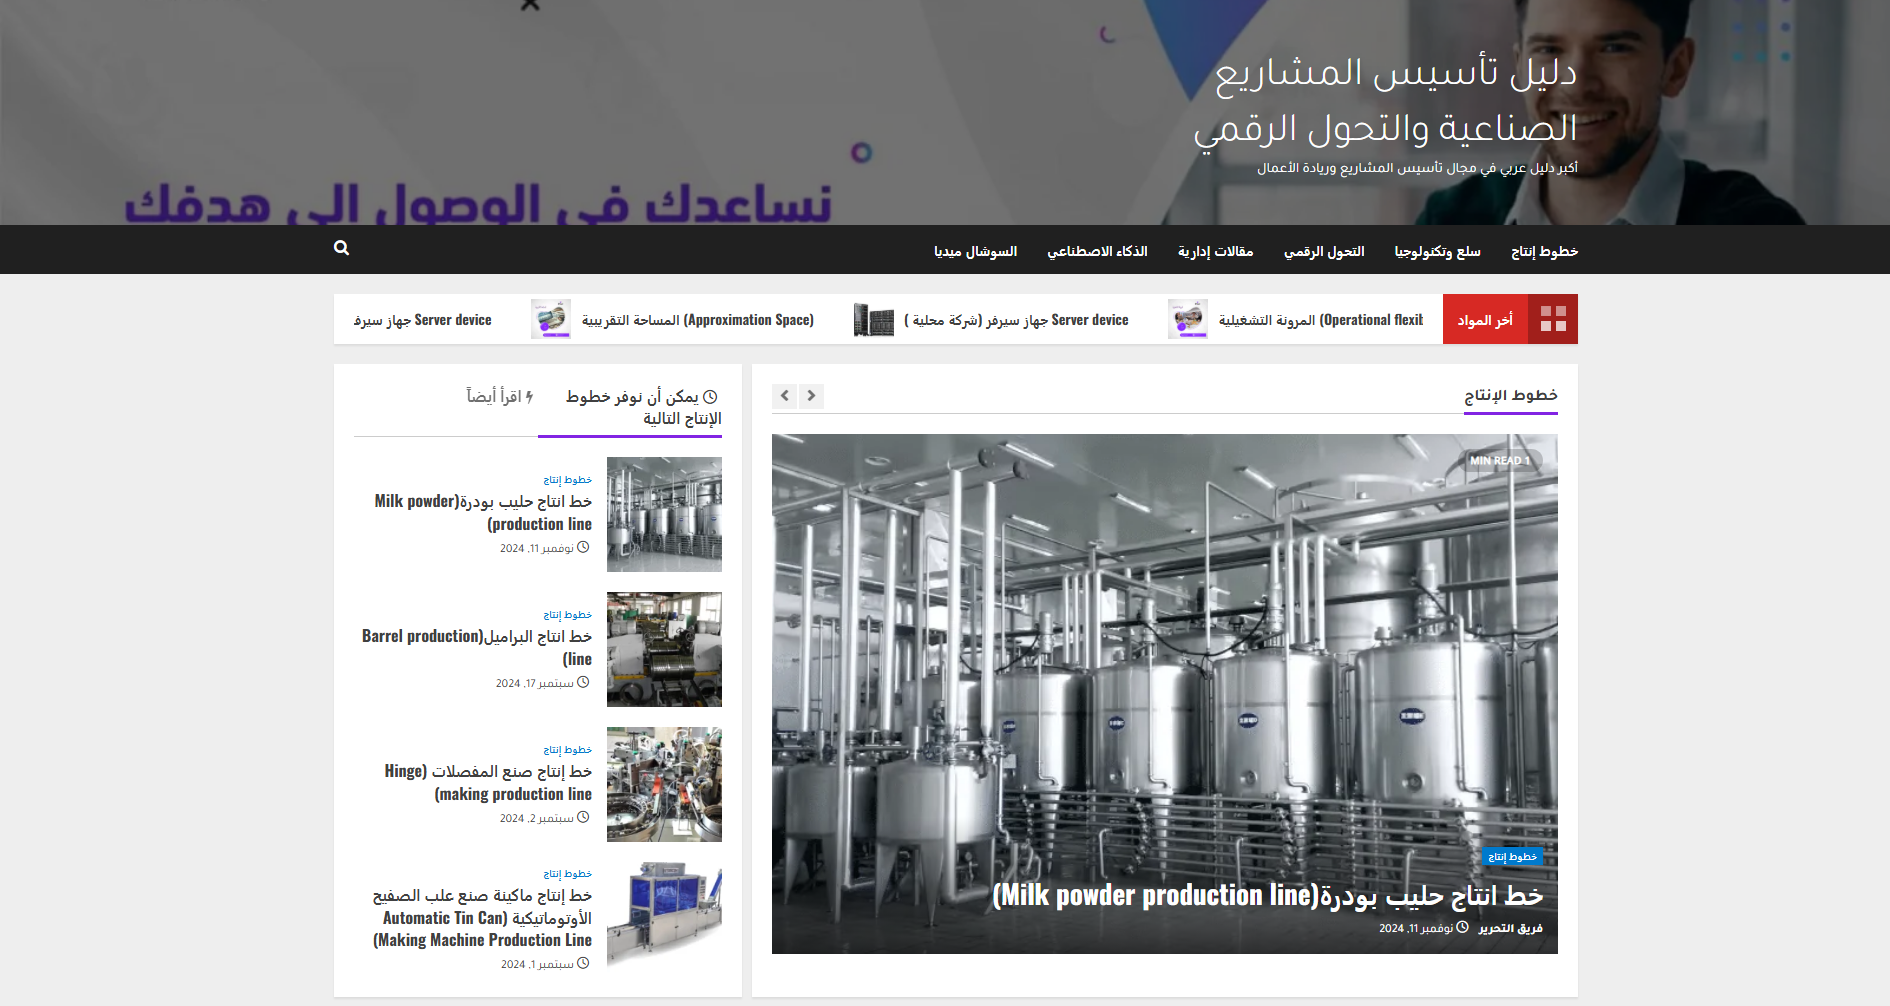 دليل تأسيس المشاريع
الصناعية والتحول الرقمي
أكبر دليل عربي في مجال تأسيس المشاريع وريادة الأعمال
نساعدك في الوصول الى هدفك
خطوط إنتاج
سلع وتكنولوجيا
التحول الرقمي
مقالات إدارية
الذكاء الاصطناعي
السوشال ميديا
أخر المواد
المرونة التشغيلية (Operational flexib
Server device جهاز سيرفر (شركة محلية )
المساحة التقريبية (Approximation Space)
Server device جهاز سيرفر
خطوط الإنتاج
MIN READ 1
خطوط إنتاج
خط انتاج حليب بودرة(Milk powder production line)
فريق التحرير نوفمبر 11, 2024
يمكن أن نوفر خطوط
الإنتاج التالية
اقرأ أيضاً
خطوط إنتاج
خط انتاج حليب بودرة(Milk powder
production line)
نوفمبر 11, 2024
خطوط إنتاج
خط انتاج البراميل(Barrel production
line)
سبتمبر 17, 2024
خطوط إنتاج
خط إنتاج صنع المفصلات (Hinge
making production line)
سبتمبر 2, 2024
خطوط إنتاج
خط إنتاج ماكينة صنع علب الصفيح
الأوتوماتيكية (Automatic Tin Can
Making Machine Production Line)
سبتمبر 1, 2024